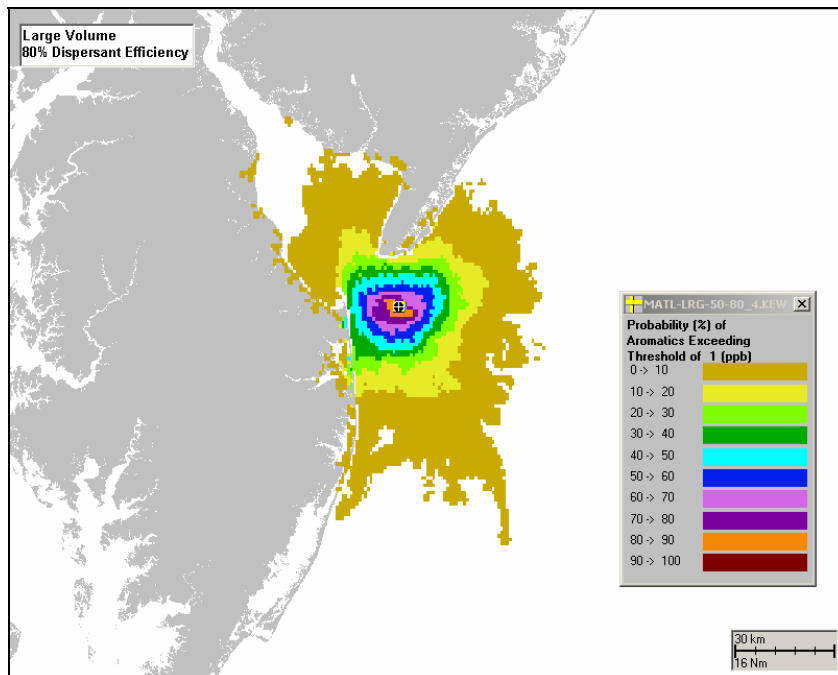 Large Volume
80% Dispersant Efficiency
MATL-LRG-50-80_4.KEW
Probability (%) of
Aromatics Exceeding
Threshold of 1 (ppb)
0 -> 10
10 -> 20
20 -> 30
30 -> 40
40 -> 50
50 -> 60
60 -> 70
70 -> 80
80 -> 90
90 -> 100
30 km
16 Nm